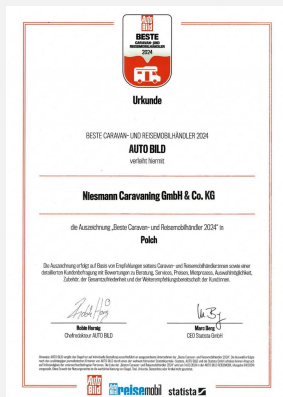 Auto
Bild
BESTE
CARAVAN- UND
REISEMOBILHÄNDLER
2024
Urkunde
BESTE CARAVAN- UND REISEMOBILHÄNDLER 2024
AUTO BILD
verleiht hiermit
Niesmann Caravaning GmbH & Co. KG
die Auszeichnung „Beste Caravan- und Reisemobilhändler 2024“ in
Polch
Die Auszeichnung erfolgt auf Basis von Empfehlungen seitens Caravan- und Reisemobilhändlerinnen sowie einer
detaillierten Kundenbefragung mit Bewertungen zu Beratung, Services, Preisen, Mietprozess, Auswahlmöglichkeit,
Zubehör, der Gesamtzufriedenheit und der Weiterempfehlungsbereitschaft der Kundinnen.
Robin Hornig
Chefredakteur AUTO BILD
Marc Berg
CEO Statista GmbH
Auto
Bild
reisemobil
statista